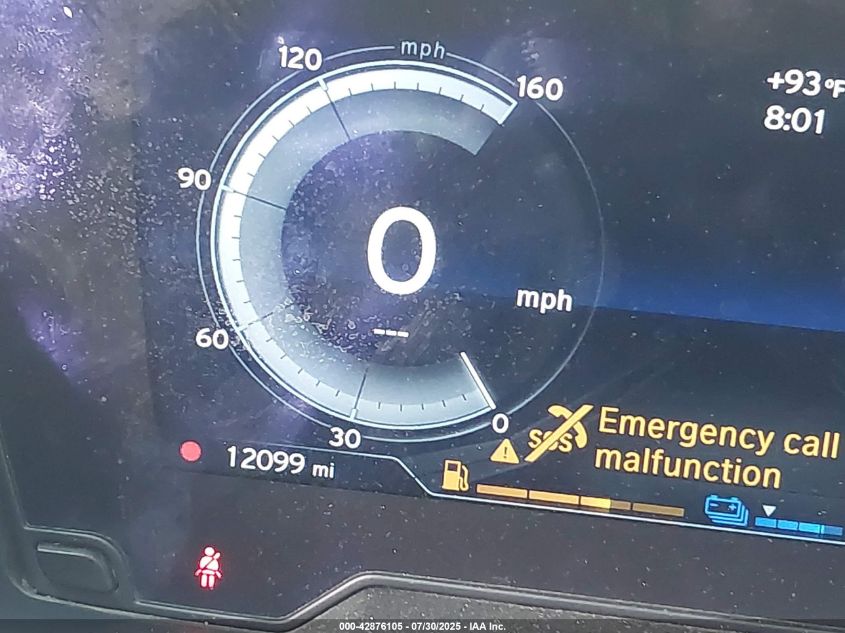 mph
120
160
+93°F
8:01
90
0
mph
---
60
0
30
SOS
Emergency call
malfunction
12099 mi
000-42876105 - 07/30/2025 - IAA Inc.